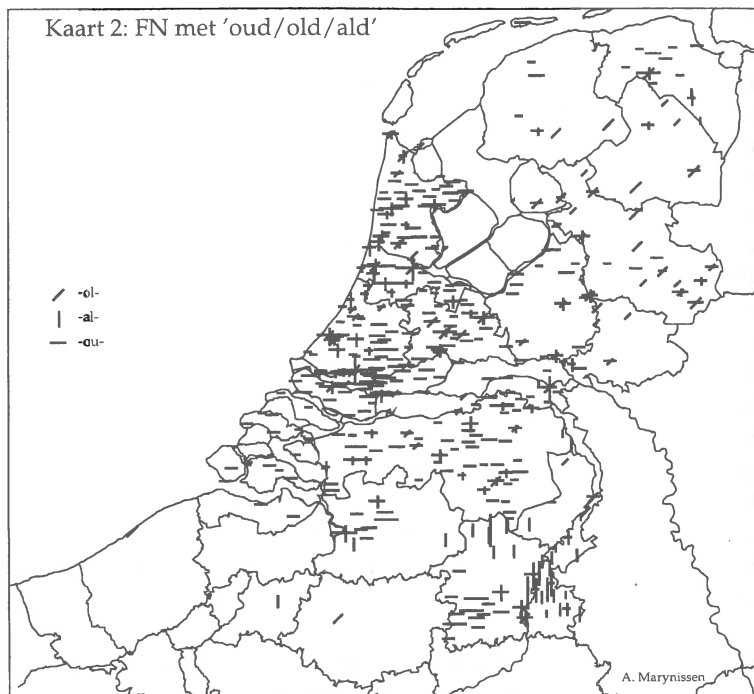 Kaart 2: FN met 'oud/old/ald'
-ol-
-al-
-ou-
A. Marynissen